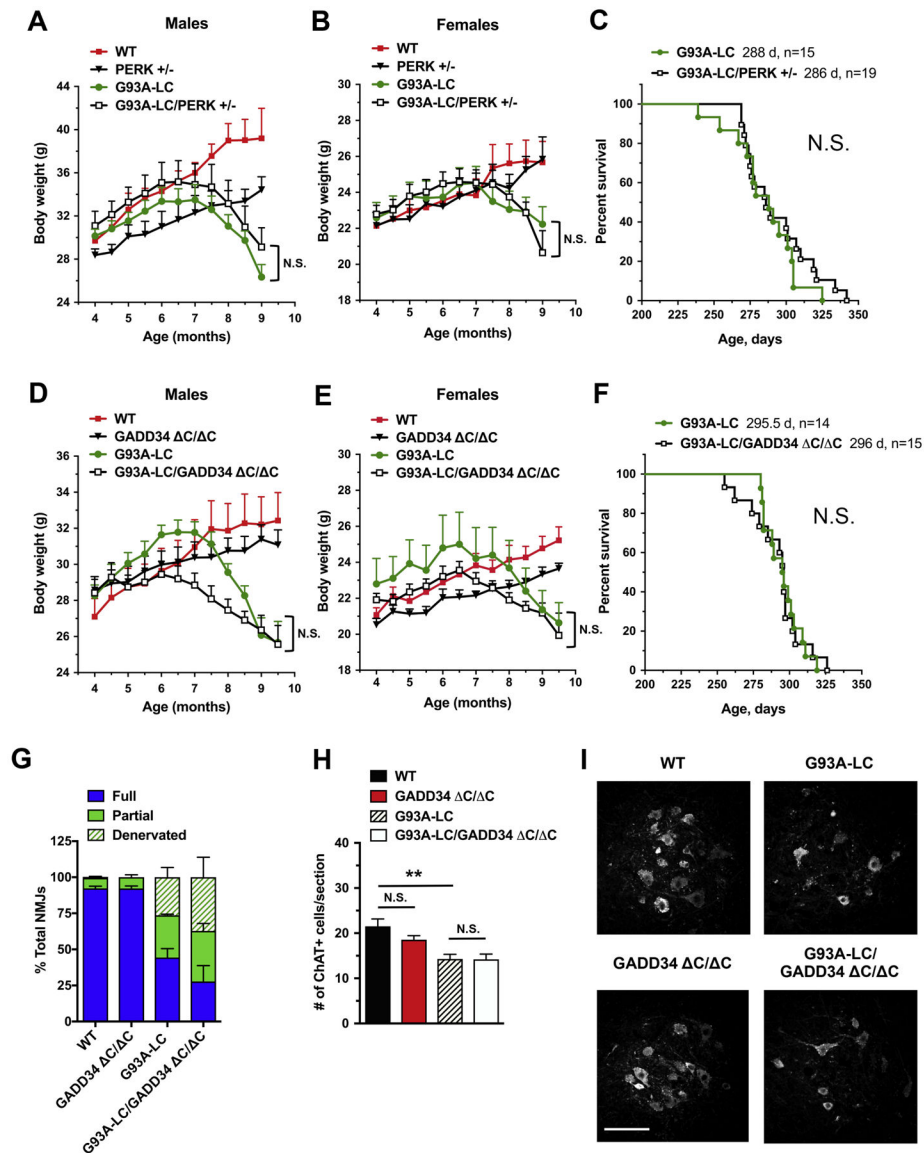 A
Males
WT
PERK +/-
G93A-LC
G93A-LC/PERK +/-
Body weight (g)
40
36
32
28
24
4 5 6 7 8 9 10
Age (months)
N.S.
B
Females
WT
PERK +/-
G93A-LC
G93A-LC/PERK +/-
Body weight (g)
30
28
26
24
22
20
18
4 5 6 7 8 9 10
Age (months)
N.S.
C
G93A-LC 288 d, n=15
G93A-LC/PERK +/- 286 d, n=19
N.S.
Percent survival
100
80
60
40
20
0
200 225 250 275 300 325 350
Age, days
D
Males
WT
GADD34 ΔC/ΔC
G93A-LC
G93A-LC/GADD34 ΔC/ΔC
Body weight (g)
36
34
32
30
28
26
24
4 5 6 7 8 9 10
Age (months)
N.S.
E
Females
WT
GADD34 ΔC/ΔC
G93A-LC
G93A-LC/GADD34 ΔC/ΔC
Body weight (g)
30
28
26
24
22
20
18
4 5 6 7 8 9 10
Age (months)
N.S.
F
G93A-LC 295.5 d, n=14
G93A-LC/GADD34 ΔC/ΔC 296 d, n=15
N.S.
Percent survival
100
80
60
40
20
0
200 225 250 275 300 325 350
Age, days
G
Full
Partial
Denervated
% Total NMJs
125
100
75
50
25
0
WT
GADD34 ΔC/ΔC
G93A-LC
G93A-LC/GADD34 ΔC/ΔC
H
WT
GADD34 ΔC/ΔC
G93A-LC
G93A-LC/GADD34 ΔC/ΔC
# of ChAT+ cells/section
40
30
20
10
0
**
N.S.
N.S.
I
WT
G93A-LC
GADD34 ΔC/ΔC
G93A-LC/
GADD34 ΔC/ΔC